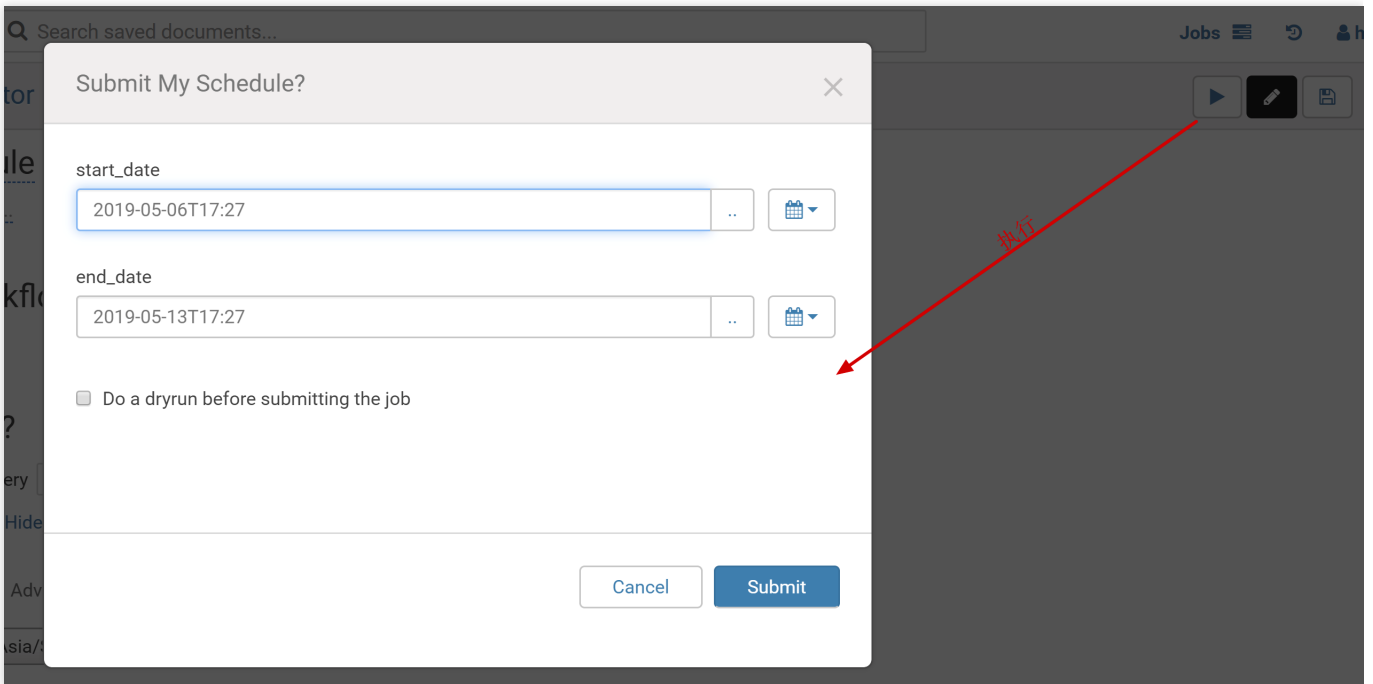 Search saved documents...
Jobs
h
tor
Submit My Schedule?
ule
start_date
2019-05-06T17:27
..
执行
end_date
kflo
2019-05-13T17:27
..
Do a dryrun before submitting the job
?
ery
Hide
Cancel
Submit
Adv
Asia/S